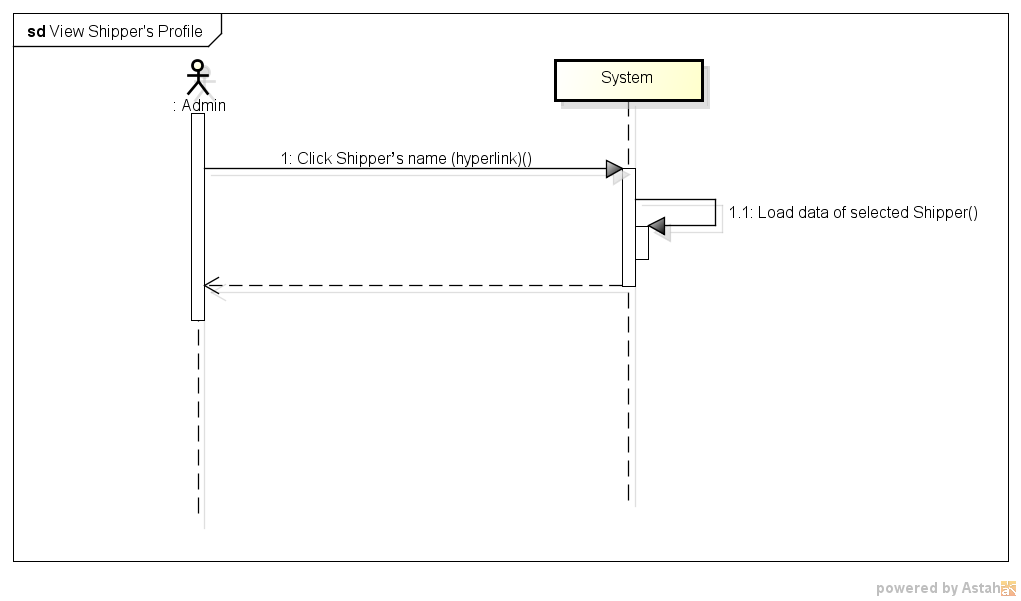 sd View Shipper's Profile
System
: Admin
1: Click Shipper's name (hyperlink)()
1.1: Load data of selected Shipper()
powered by Astah